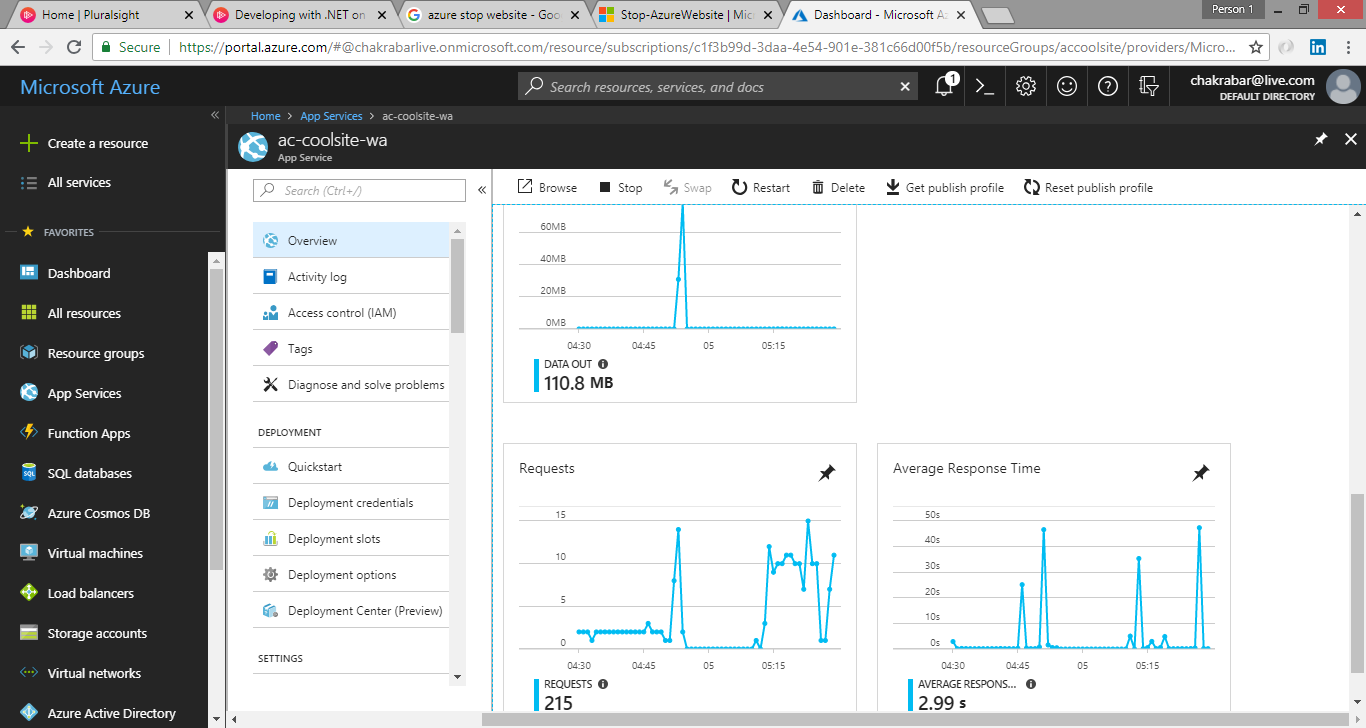 Home | Pluralsight
Developing with .NET on
azure stop website - Goo
Stop-AzureWebsite | Mic
Dashboard - Microsoft Az
Person 1
Secure
https://portal.azure.com/#@chakrabarlive.onmicrosoft.com/resource/subscriptions/c1f3b99d-3daa-4e54-901e-381c66d00f5b/resourceGroups/accoolsite/providers/Micro...
Microsoft Azure
Search resources, services, and docs
1
chakrabar@live.com
DEFAULT DIRECTORY
Home > App Services > ac-coolsite-wa
ac-coolsite-wa
App Service
Create a resource
All services
FAVORITES
Dashboard
All resources
Resource groups
App Services
Function Apps
SQL databases
Azure Cosmos DB
Virtual machines
Load balancers
Storage accounts
Virtual networks
Azure Active Directory
Search (Ctrl+/)
Overview
Activity log
Access control (IAM)
Tags
Diagnose and solve problems
DEPLOYMENT
Quickstart
Deployment credentials
Deployment slots
Deployment options
Deployment Center (Preview)
SETTINGS
Browse Stop Swap Restart Delete Get publish profile Reset publish profile
60MB
40MB
20MB
0MB
04:30 04:45 05 05:15
DATA OUT
110.8 MB
Requests
15
10
5
0
04:30 04:45 05 05:15
REQUESTS
215
Average Response Time
50s
40s
30s
20s
10s
0s
04:30 04:45 05 05:15
AVERAGE RESPONS...
2.99 s